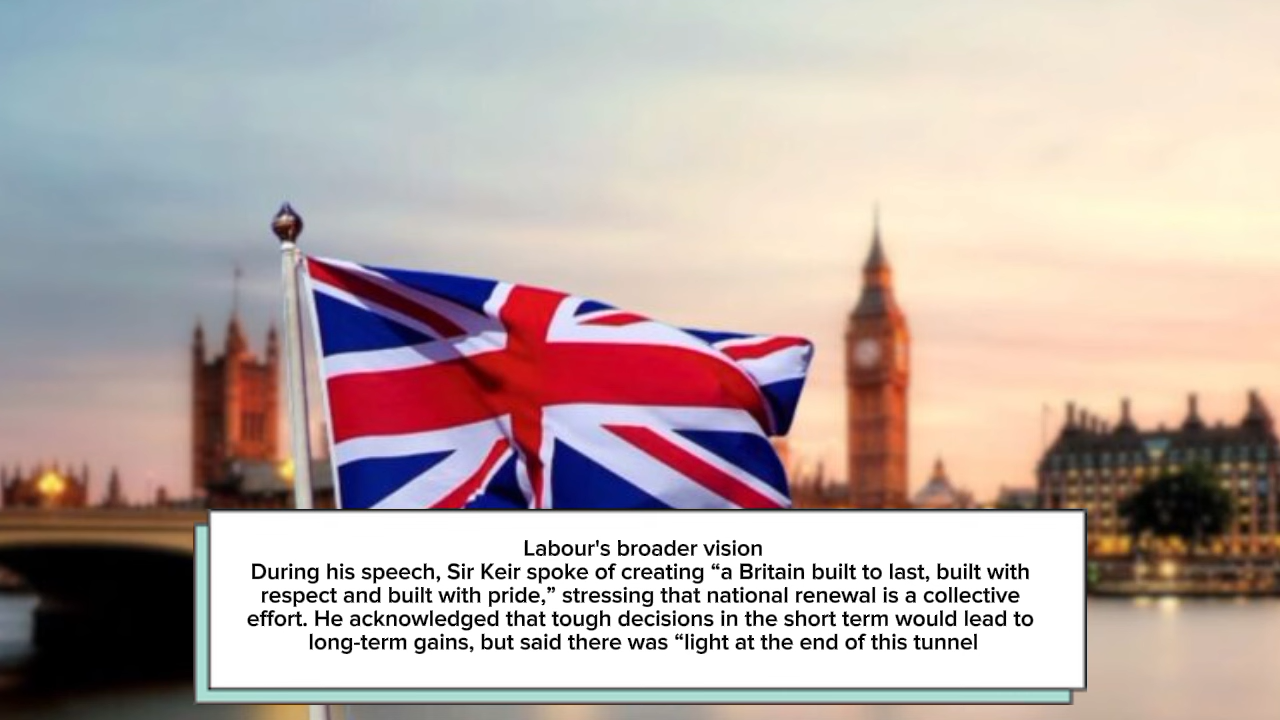 Labour's broader vision
During his speech, Sir Keir spoke of creating “a Britain built to last, built with
respect and built with pride,” stressing that national renewal is a collective
effort. He acknowledged that tough decisions in the short term would lead to
long-term gains, but said there was “light at the end of this tunnel